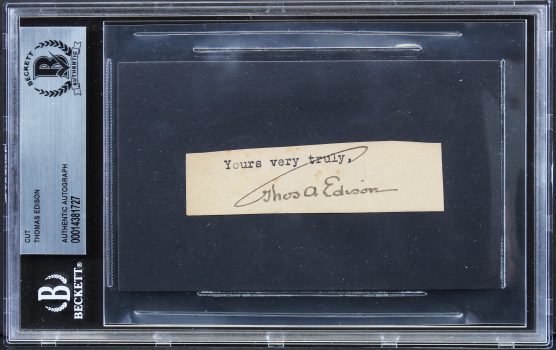 BECKETT
AUTHENTIC
CUT
THOMAS EDISON
AUTHENTIC AUTOGRAPH
00014381727
BECKETT®
Yours very truly,
Thos A Edison